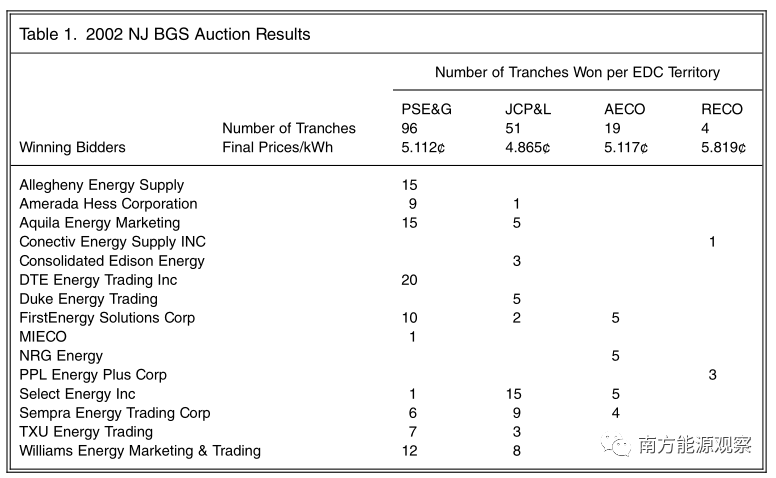 Table 1. 2002 NJ BGS Auction Results
Number of Tranches Won per EDC Territory
PSE&G JCP&L AECO RECO
Number of Tranches 96 51 19 4
Winning Bidders Final Prices/kWh 5.112¢ 4.865¢ 5.117¢ 5.819¢
Allegheny Energy Supply 15
Amerada Hess Corporation 9 1
Aquila Energy Marketing 15 5
Conectiv Energy Supply INC 1
Consolidated Edison Energy 3
DTE Energy Trading Inc 20
Duke Energy Trading 5
FirstEnergy Solutions Corp 10 2 5
MIECO 1
NRG Energy 5
PPL Energy Plus Corp 3
Select Energy Inc 1 15 5
Sempra Energy Trading Corp 6 9 4
TXU Energy Trading 7 3
Williams Energy Marketing & Trading 12 8
南方能源观察